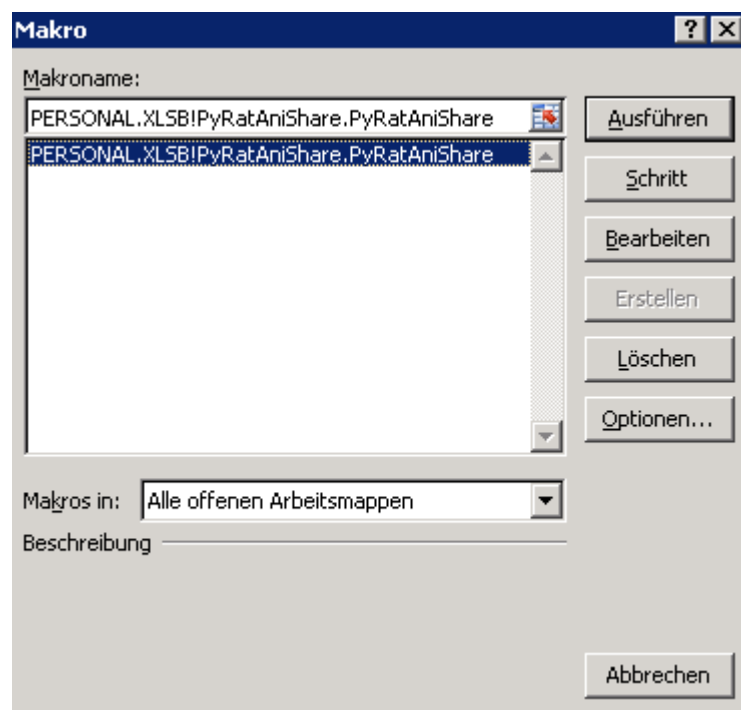 Makro
Makroname:
PERSONAL.XLSB!PyRatAniShare.PyRatAniShare
PERSONAL.XLSB!PyRatAniShare.PyRatAniShare
Ausführen
Schritt
Bearbeiten
Erstellen
Löschen
Optionen...
Makros in: Alle offenen Arbeitsmappen
Beschreibung
Abbrechen